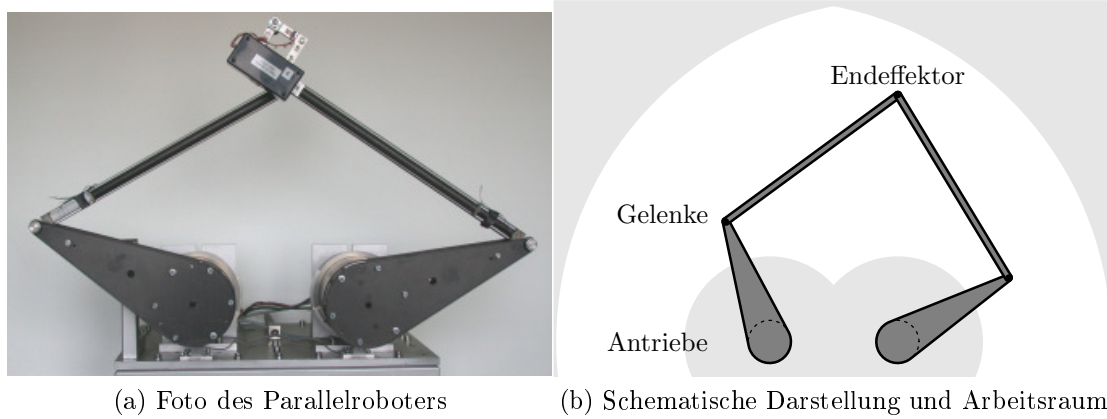 Endeffektor
Gelenke
Antriebe
(a) Foto des Parallelroboters
(b) Schematische Darstellung und Arbeitsraum